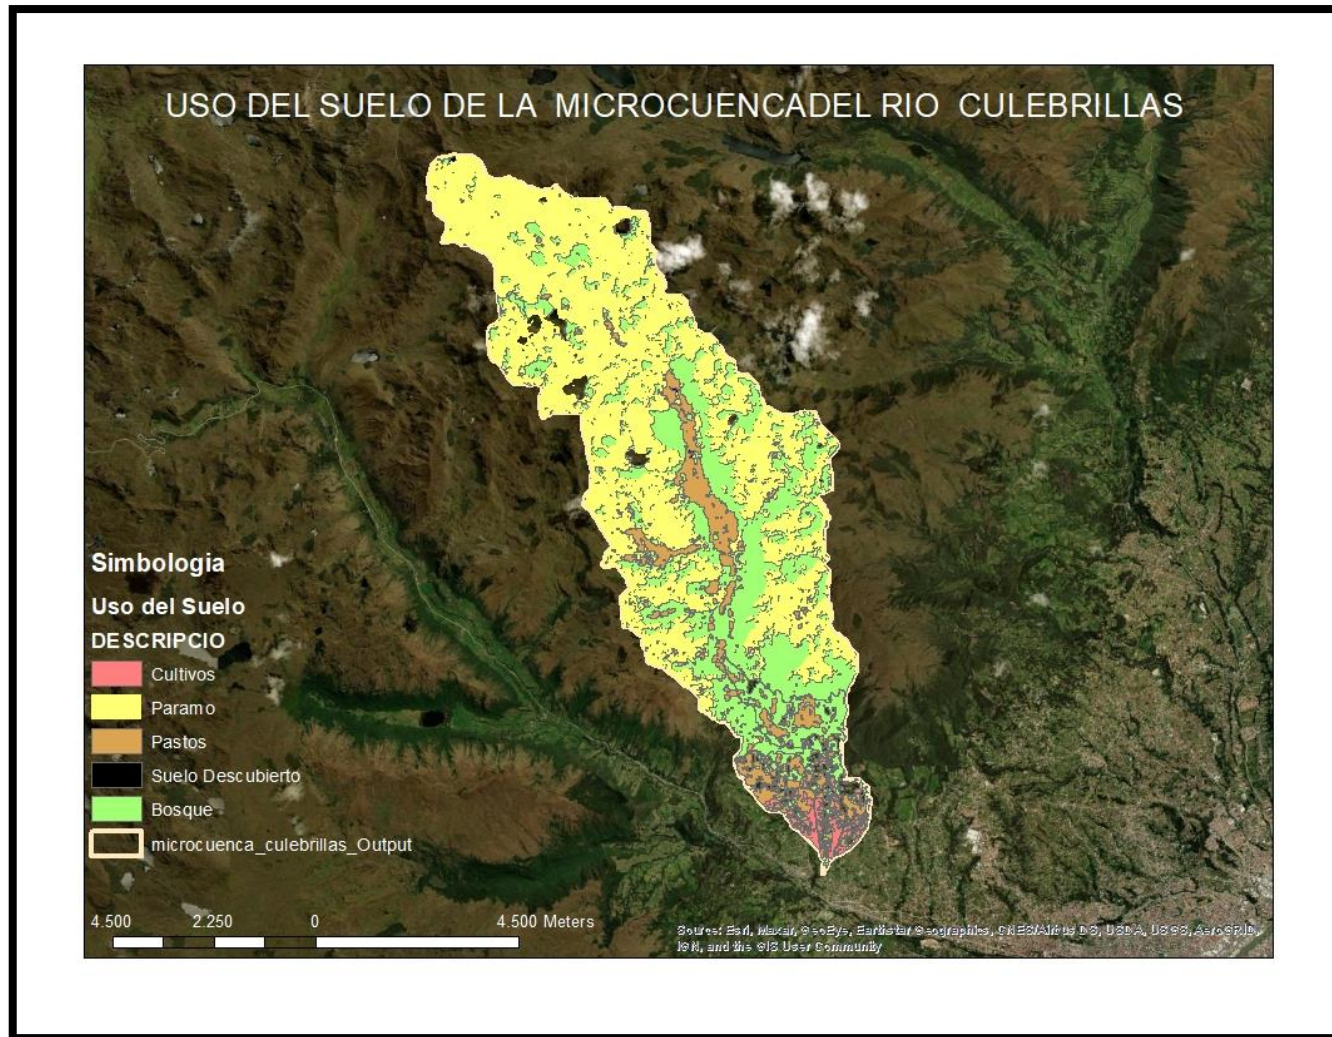 USO DEL SUELO DE LA MICROCUENCADEL RIO CULEBRILLAS
Simbologia
Uso del Suelo
DESCRIPCIO
Cultivos
Paramo
Pastos
Suelo Descubierto
Bosque
microcuenca_culebrillas_Output
4.500 2.250 0 4.500 Meters
Source: Esri, Maxar, GeoEye, Earthstar Geographics, CNES/Airbus DS, USDA, USGS, AeroGRID,
IGN, and the GIS User Community